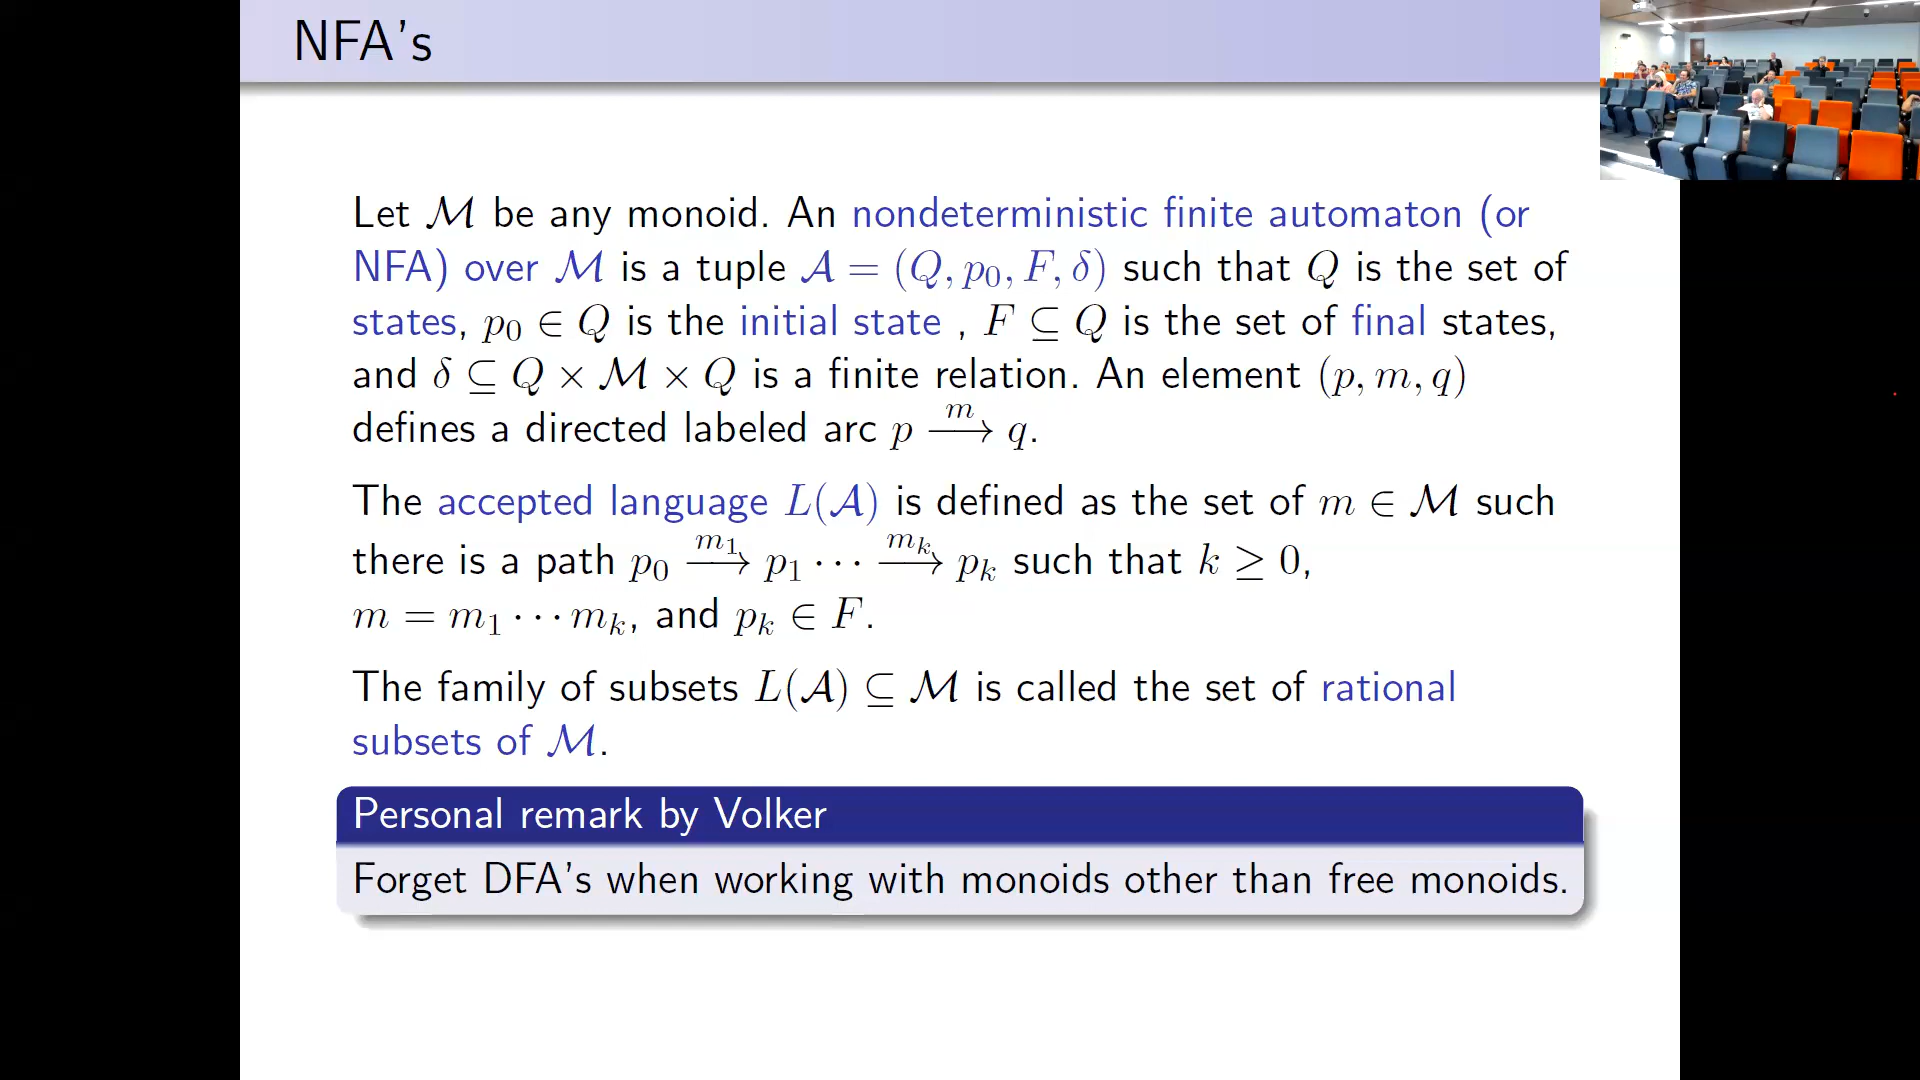 NFA's
Let ℳ be any monoid. An nondeterministic finite automaton (or
NFA) over ℳ is a tuple 𝒜 = (Q, p₀, F, δ) such that Q is the set of
states, p₀ ∈ Q is the initial state , F ⊆ Q is the set of final states,
and δ ⊆ Q × ℳ × Q is a finite relation. An element (p, m, q)
defines a directed labeled arc p —m→ q.
The accepted language L(𝒜) is defined as the set of m ∈ ℳ such
there is a path p₀ —m₁→ p₁ ⋯ —mₖ→ pₖ such that k ≥ 0,
m = m₁ ⋯ mₖ, and pₖ ∈ F.
The family of subsets L(𝒜) ⊆ ℳ is called the set of rational
subsets of ℳ.
Personal remark by Volker
Forget DFA's when working with monoids other than free monoids.